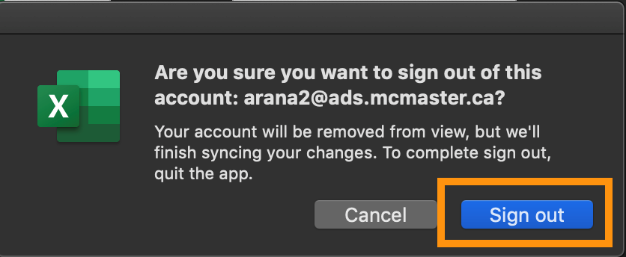 Are you sure you want to sign out of this
account: arana2@ads.mcmaster.ca?
X
Your account will be removed from view, but we'll
finish syncing your changes. To complete sign out,
quit the app.
Cancel
Sign out